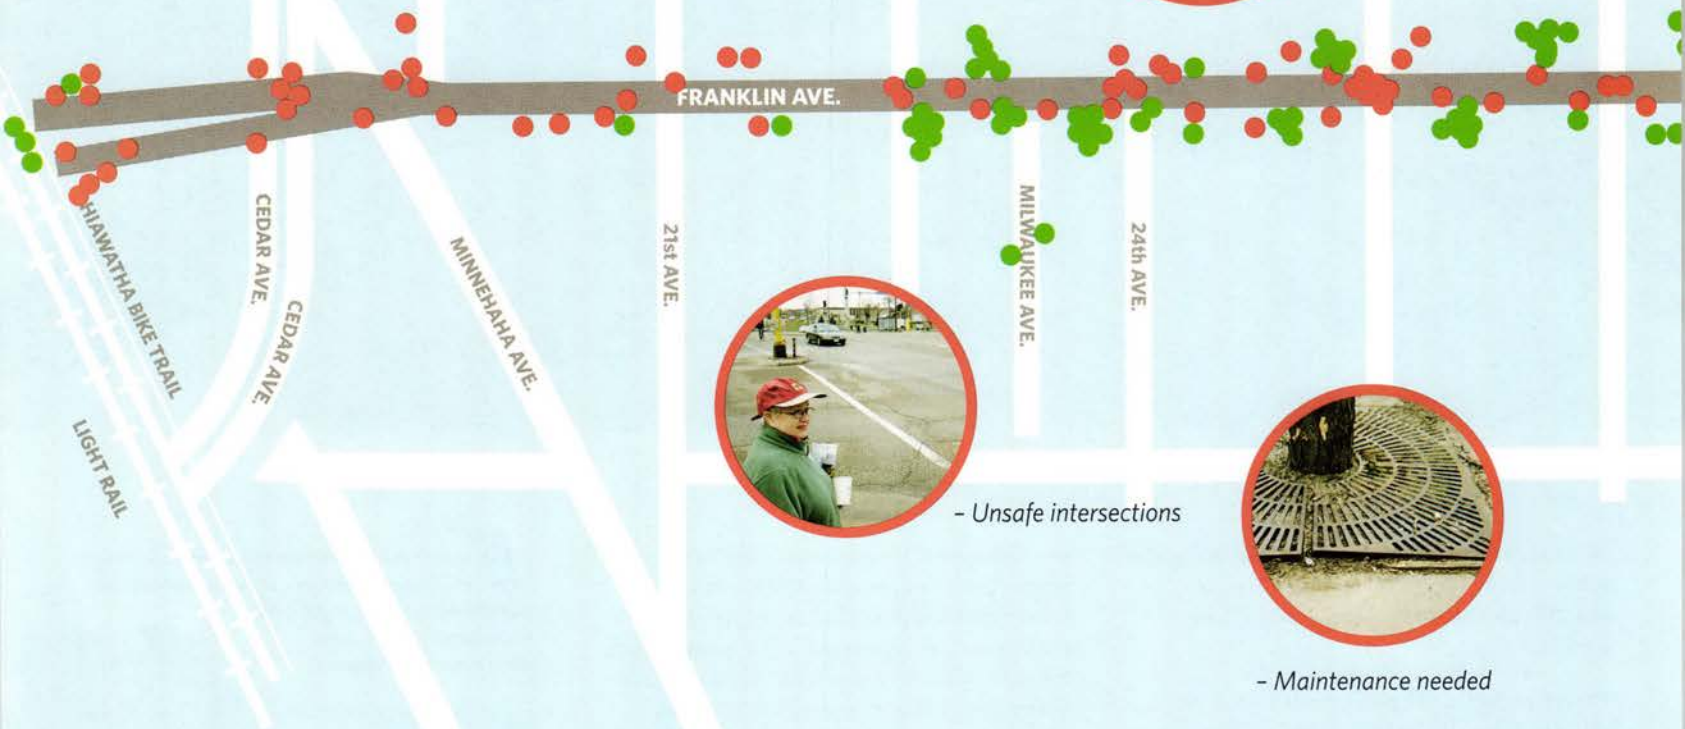 FRANKLIN AVE.
HIAWATHA BIKE TRAIL
LIGHT RAIL
CEDAR AVE.
CEDAR AVE.
MINNEHAHA AVE.
21st AVE.
MILWAUKEE AVE.
24th AVE.
– Unsafe intersections
– Maintenance needed